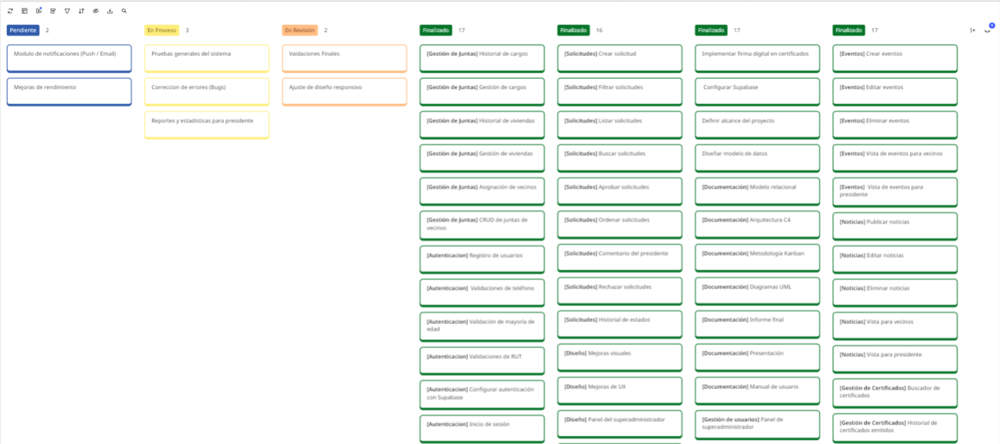 Pendiente 2
Modulo de notificaciones (Push / Email)
Mejoras de rendimiento
En Proceso 3
Pruebas generales del sistema
Correccion de errores (Bugs)
Reportes y estadisticas para presidente
En Revisión 2
Vaidaciones Finales
Ajuste de diseño responsivo
Finalizado 17
[Gestión de Juntas] Historial de cargos
[Gestión de Juntas] Gestión de cargos
[Gestión de Juntas] Historial de viviendas
[Gestión de Juntas] Gestión de viviendas
[Gestión de Juntas] Asignación de vecinos
[Gestión de Juntas] CRUD de juntas de
vecinos
[Autenticacion] Registro de usuarios
[Autenticacion] Validaciones de teléfono
[Autenticacion] Validación de mayoría de
edad
[Autenticacion] Validaciones de RUT
[Autenticacion] Configurar autenticación
con Supabase
[Autenticacion] Inicio de sesión
Finalizado 16
[Solicitudes] Crear solicitud
[Solicitudes] Filtrar solicitudes
[Solicitudes] Listar solicitudes
[Solicitudes] Buscar solicitudes
[Solicitudes] Aprobar solicitudes
[Solicitudes] Ordenar solicitudes
[Solicitudes] Comentario del presidente
[Solicitudes] Rechazar solicitudes
[Solicitudes] Historial de estados
[Diseño] Mejoras visuales
[Diseño] Mejoras de UX
[Diseño] Panel del superadministrador
Finalizado 17
Implementar firma digital en certificados
Configurar Supabase
Definir alcance del proyecto
Diseñar modelo de datos
[Documentación] Modelo relacional
[Documentación] Arquitectura C4
[Documentación] Metodología Kanban
[Documentación] Diagramas UML
[Documentación] Informe final
[Documentación] Presentación
[Documentación] Manual de usuario
[Gestión de usuarios] Panel de
superadministrador
Finalizado 17
[Eventos] Crear eventos
[Eventos] Editar eventos
[Eventos] Eliminar eventos
[Eventos] Vista de eventos para vecinos
[Eventos] Vista de eventos para
presidente
[Noticias] Publicar noticias
[Noticias] Editar noticias
[Noticias] Eliminar noticias
[Noticias] Vista para vecinos
[Noticias] Vista para presidente
[Gestión de Certificados] Buscador de
certificados
[Gestión de Certificados] Historial de
certificados emitidos
1